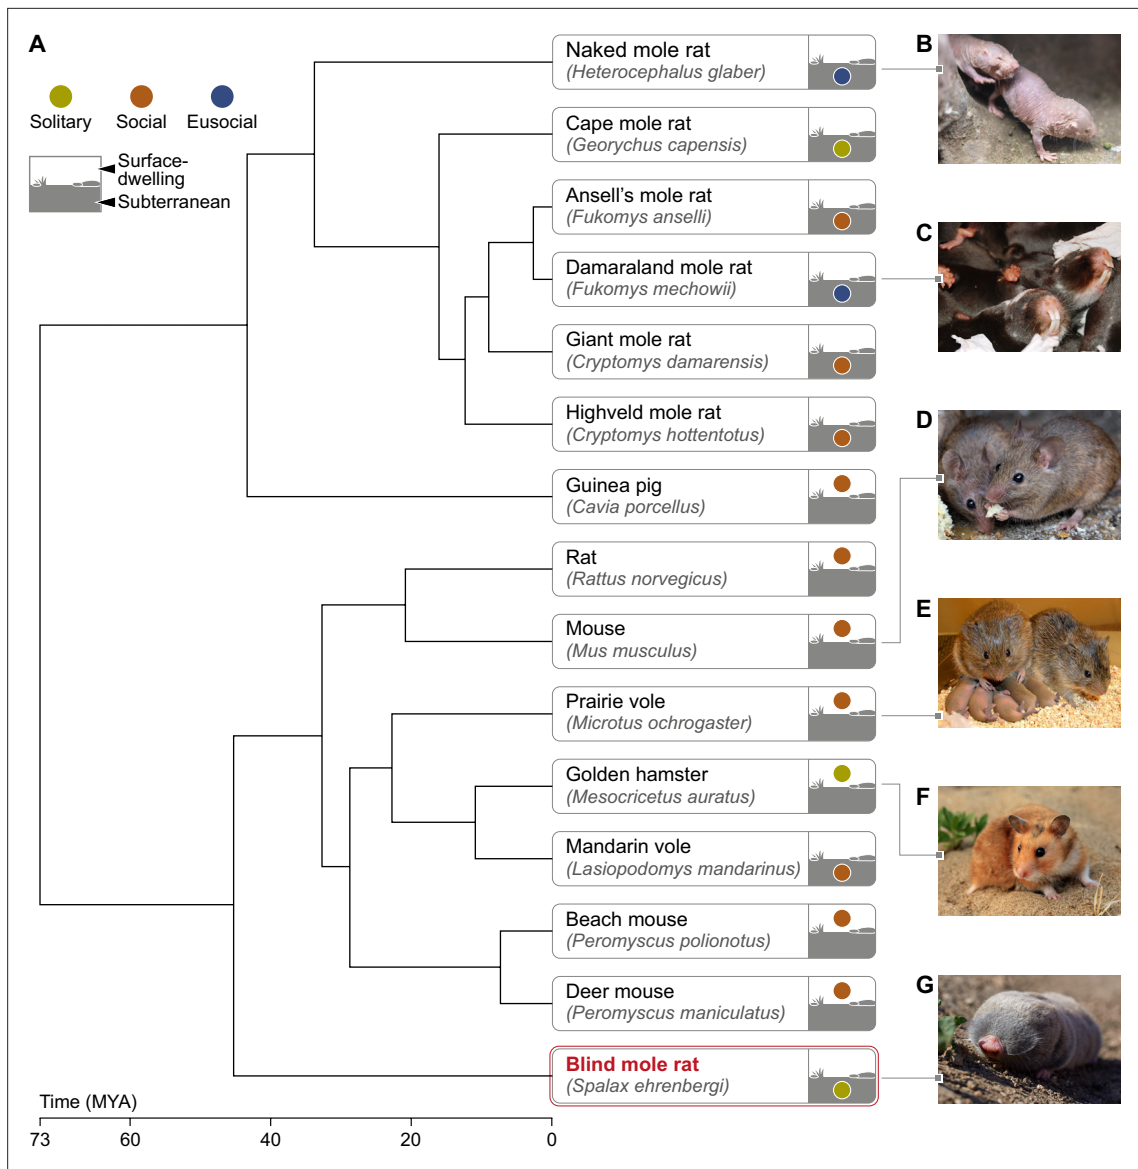 A
Solitary
Social
Eusocial
Surface-
dwelling
Subterranean
Naked mole rat
(Heterocephalus glaber)
Cape mole rat
(Georychus capensis)
Ansell's mole rat
(Fukomys anselli)
Damaraland mole rat
(Fukomys mechowii)
Giant mole rat
(Cryptomys damarensis)
Highveld mole rat
(Cryptomys hottentotus)
Guinea pig
(Cavia porcellus)
Rat
(Rattus norvegicus)
Mouse
(Mus musculus)
Prairie vole
(Microtus ochrogaster)
Golden hamster
(Mesocricetus auratus)
Mandarin vole
(Lasiopodomys mandarinus)
Beach mouse
(Peromyscus polionotus)
Deer mouse
(Peromyscus maniculatus)
Blind mole rat
(Spalax ehrenbergi)
Time (MYA)
73 60 40 20 0
B
C
D
E
F
G